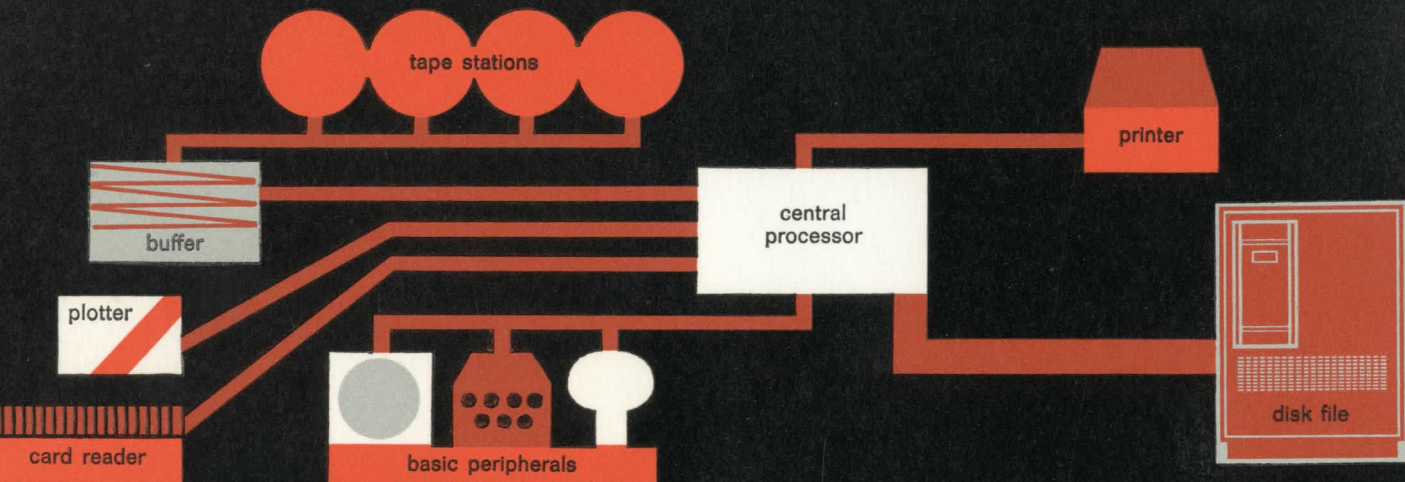 tape stations
printer
central
processor
buffer
plotter
disk file
card reader
basic peripherals